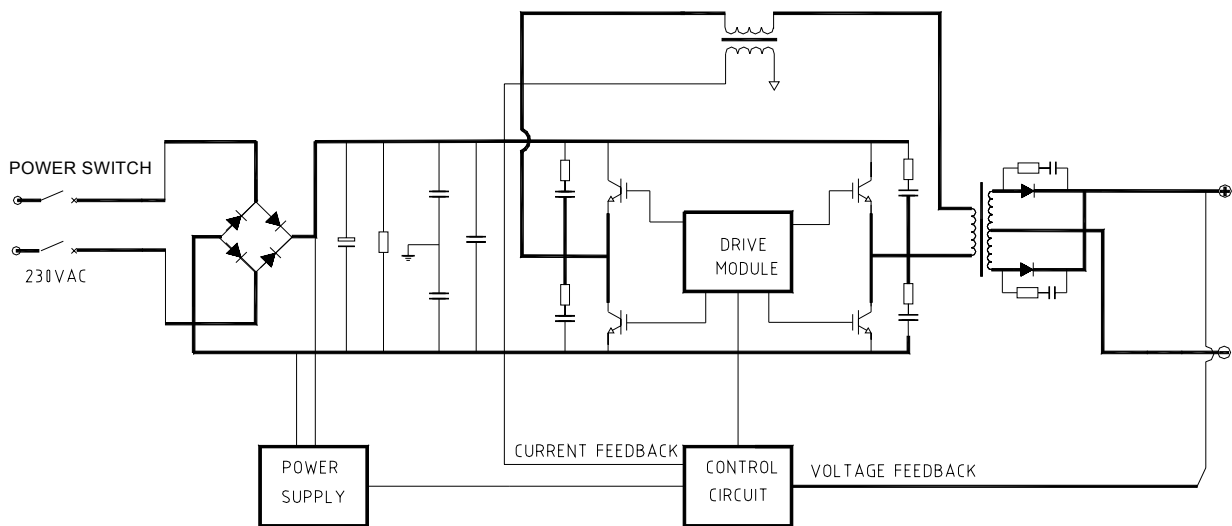 POWER SWITCH
230VAC
DRIVE
MODULE
CURRENT FEEDBACK
POWER
SUPPLY
CONTROL
CIRCUIT
VOLTAGE FEEDBACK